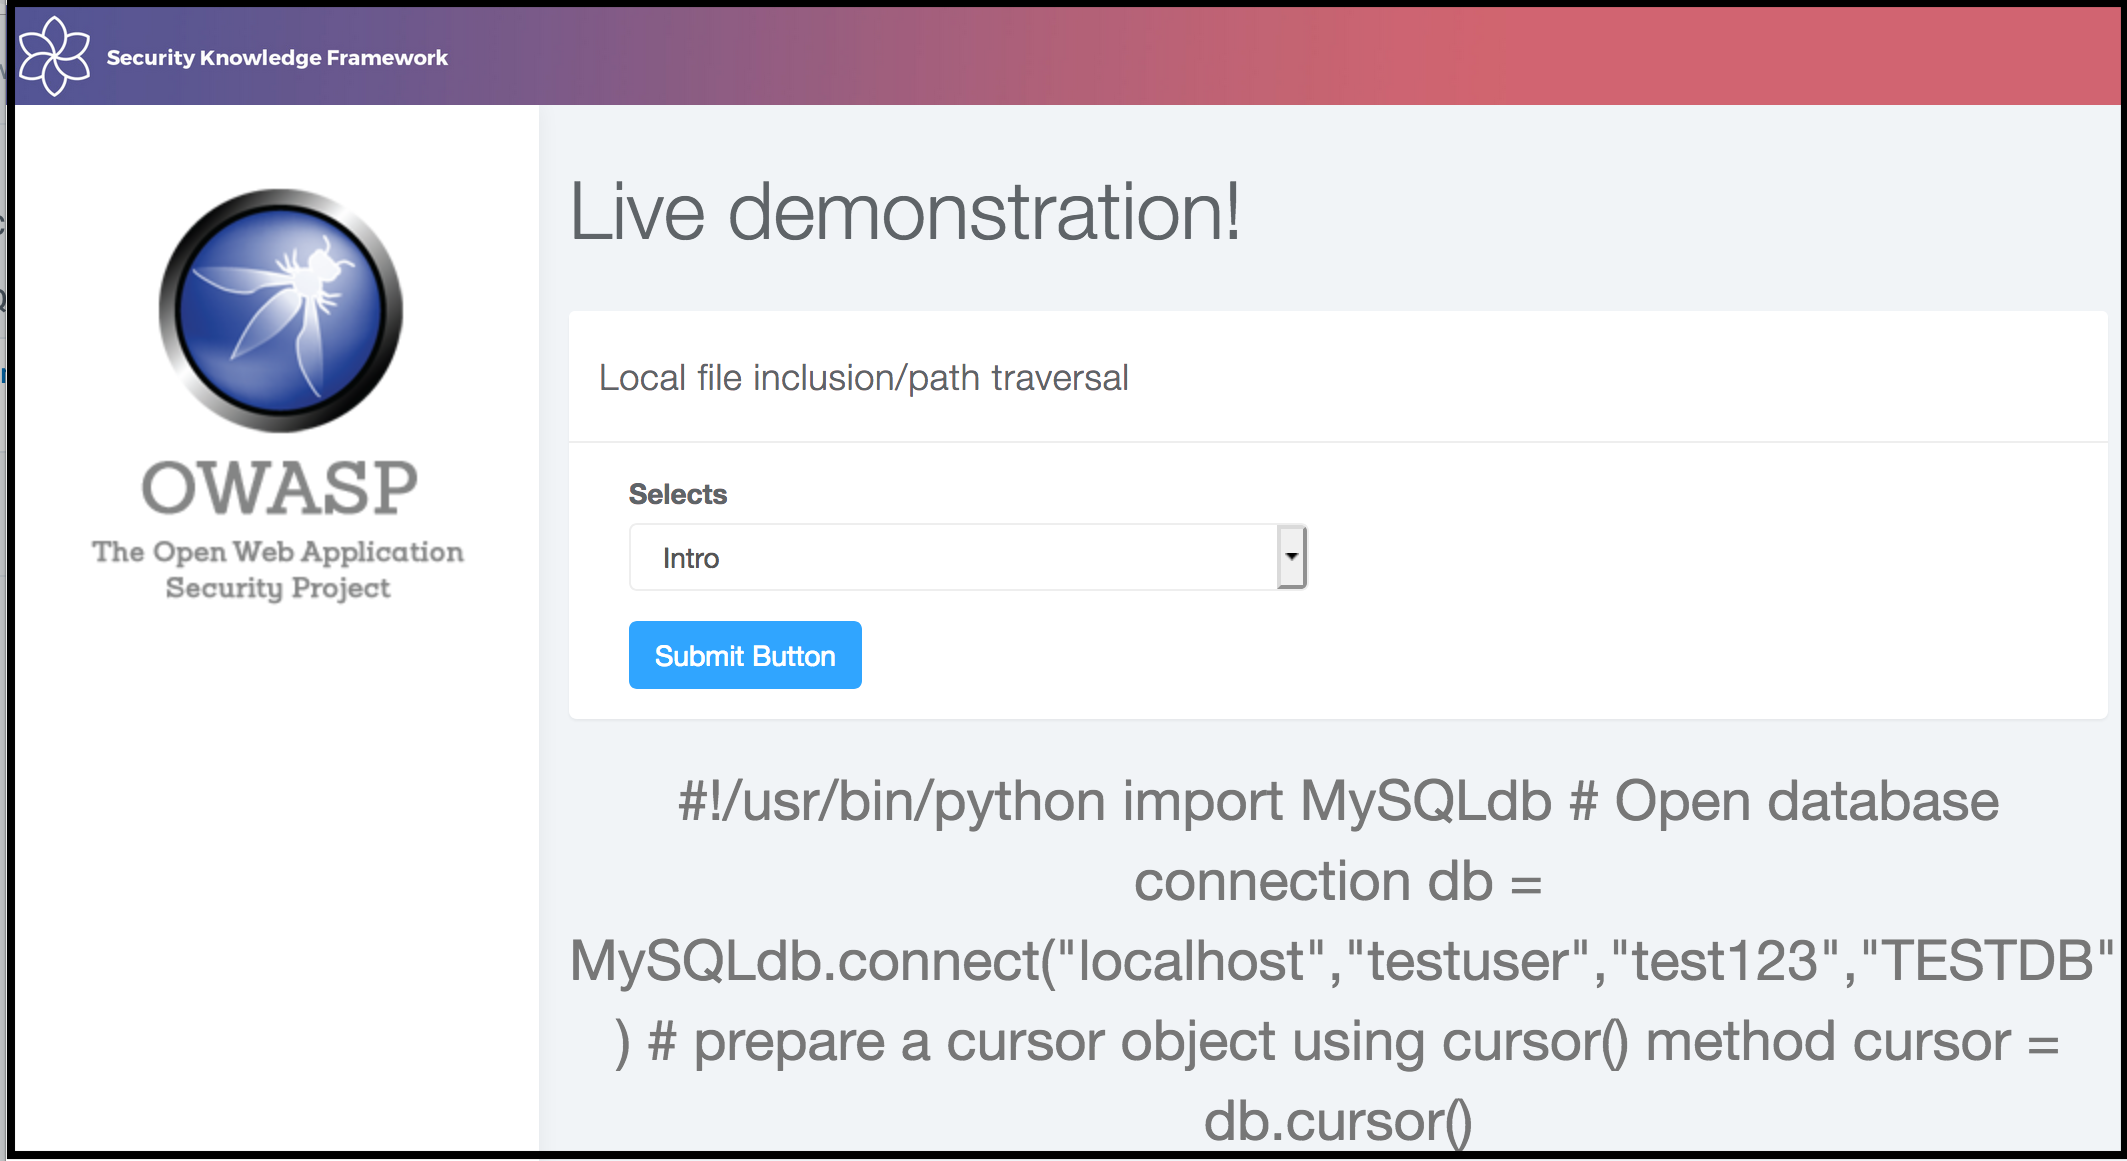 Security Knowledge Framework
OWASP
The Open Web Application
Security Project
Live demonstration!
Local file inclusion/path traversal
Selects
Intro
Submit Button
#!/usr/bin/python import MySQLdb # Open database
connection db =
MySQLdb.connect("localhost","testuser","test123","TESTDB"
) # prepare a cursor object using cursor() method cursor =
db.cursor()